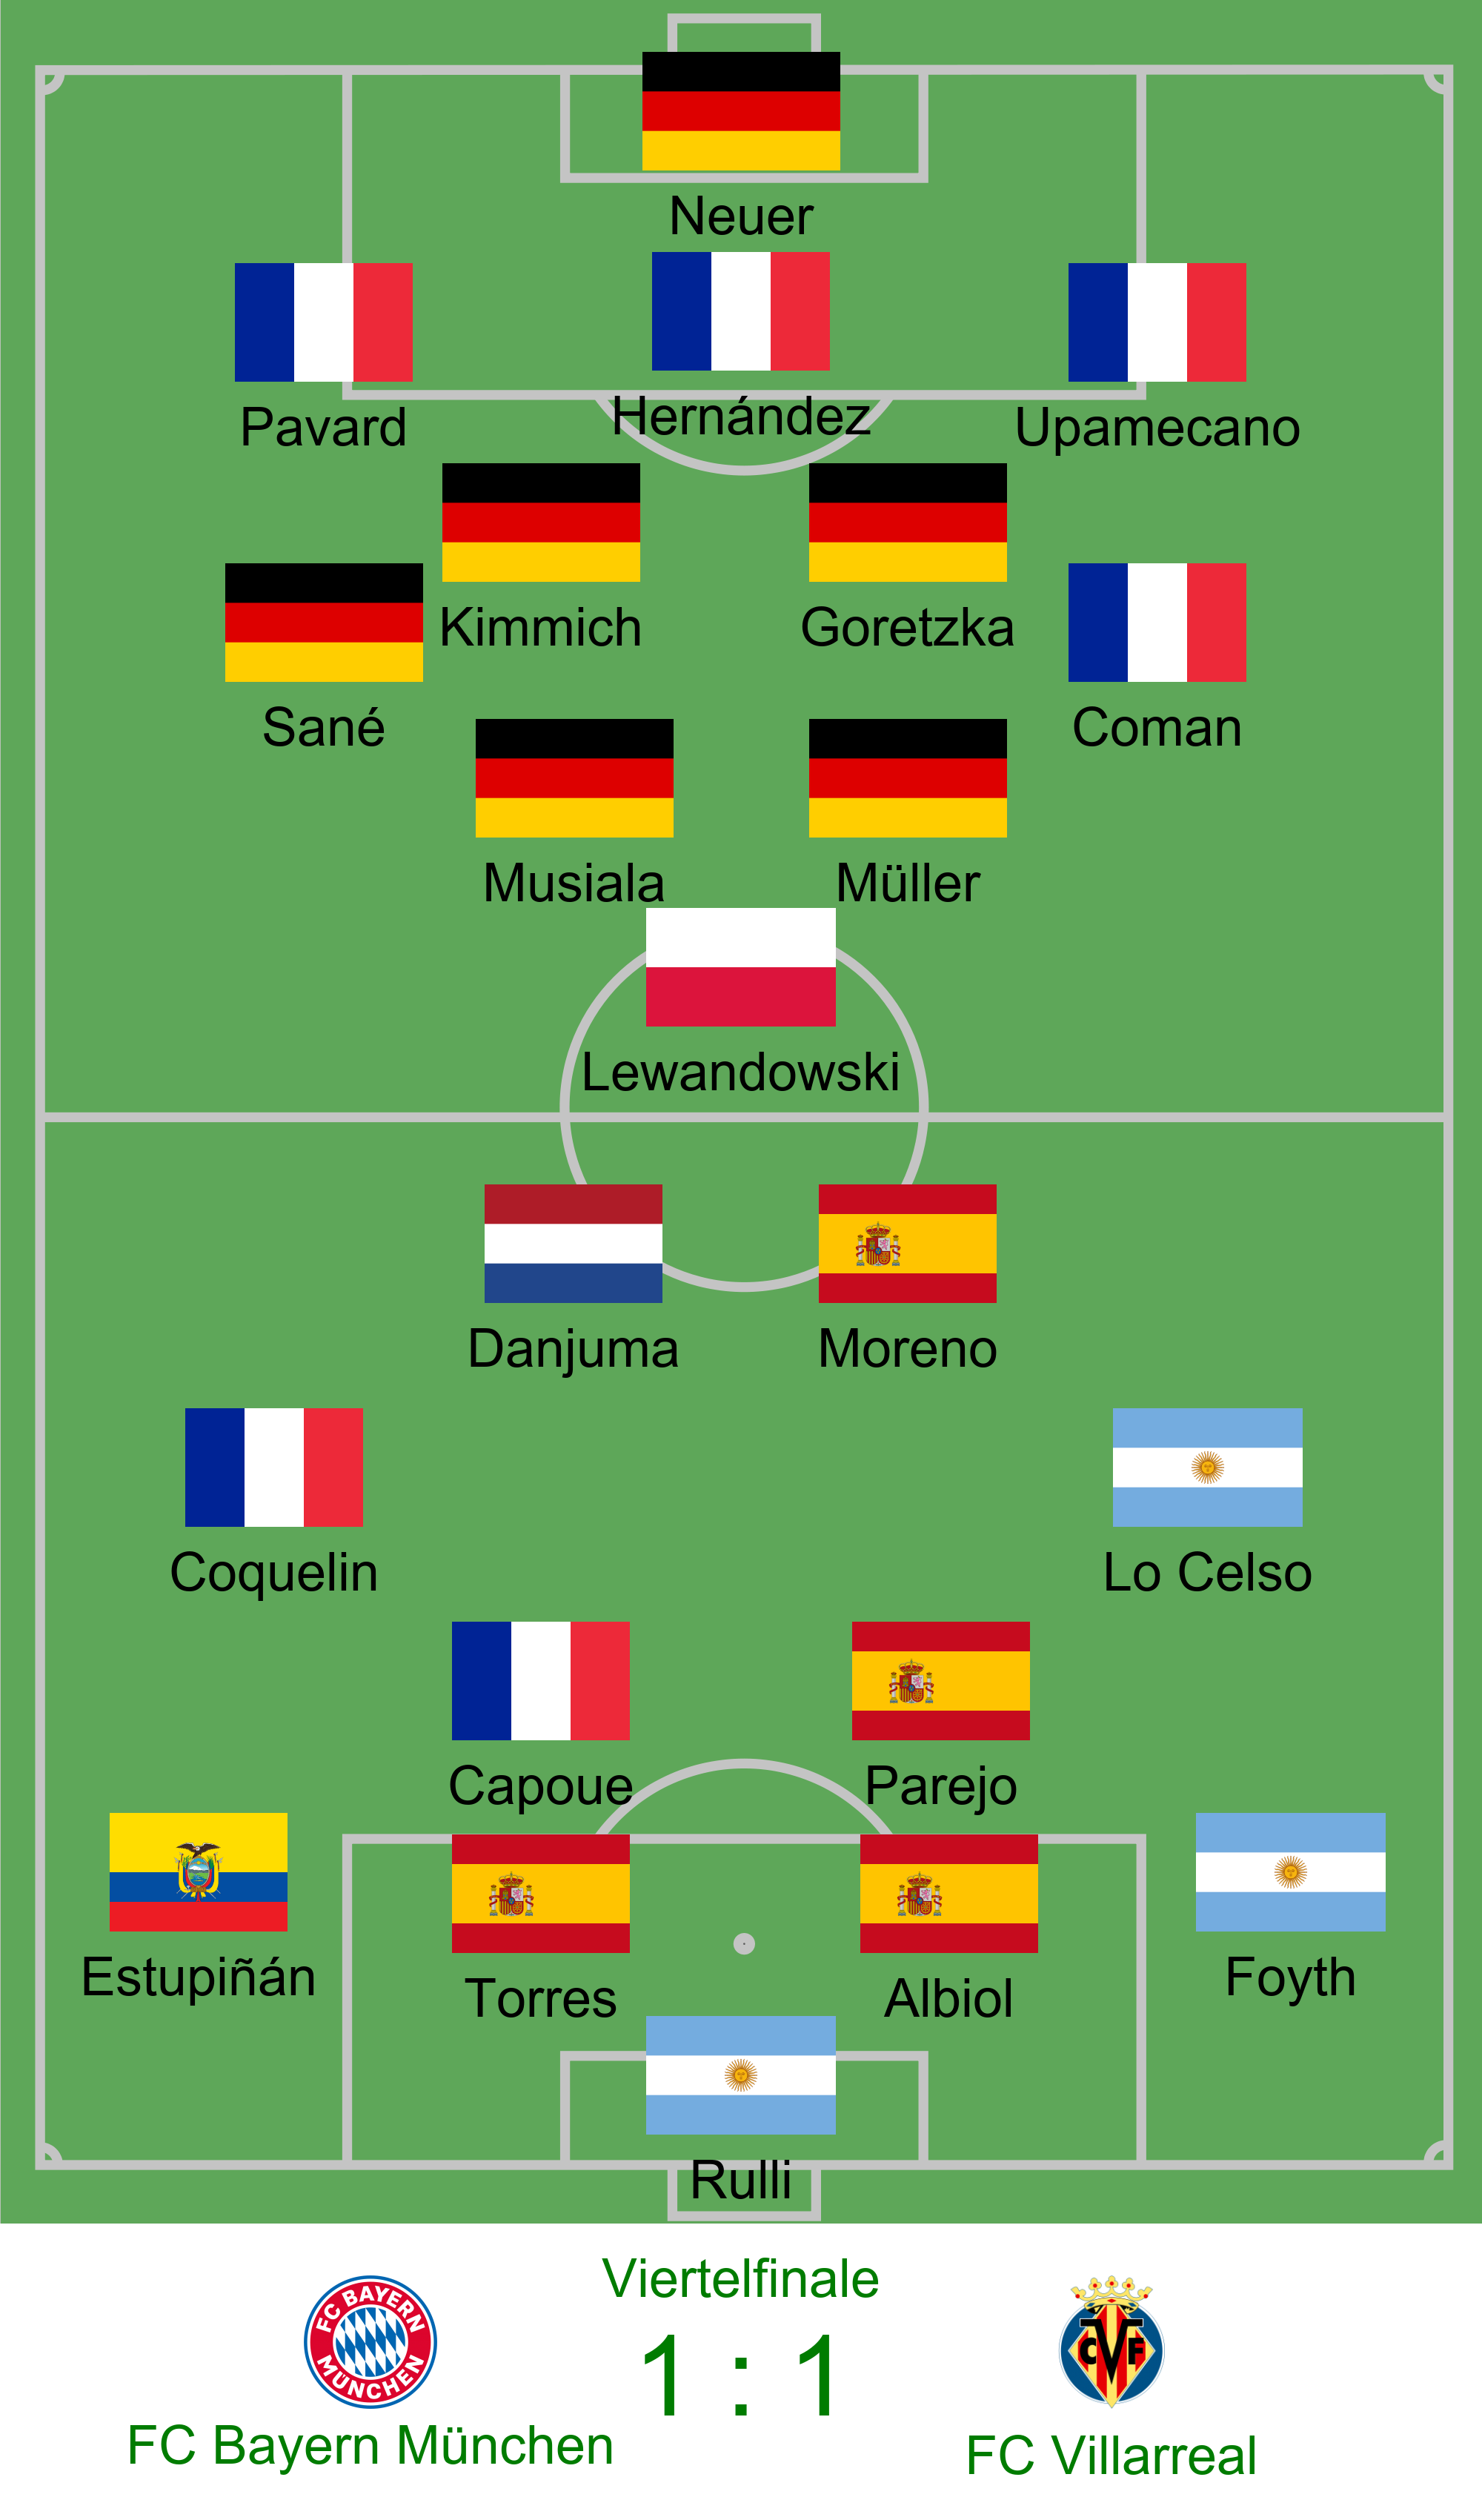 Neuer
Pavard
Hernández
Upamecano
Kimmich
Goretzka
Sané
Coman
Musiala
Müller
Lewandowski
Danjuma
Moreno
Coquelin
Lo Celso
Capoue
Parejo
Estupiñán
Torres
Albiol
Foyth
Rulli
Viertelfinale
1 : 1
FC BAYERN
MÜNCHEN
CVF
FC Bayern München
FC Villarreal